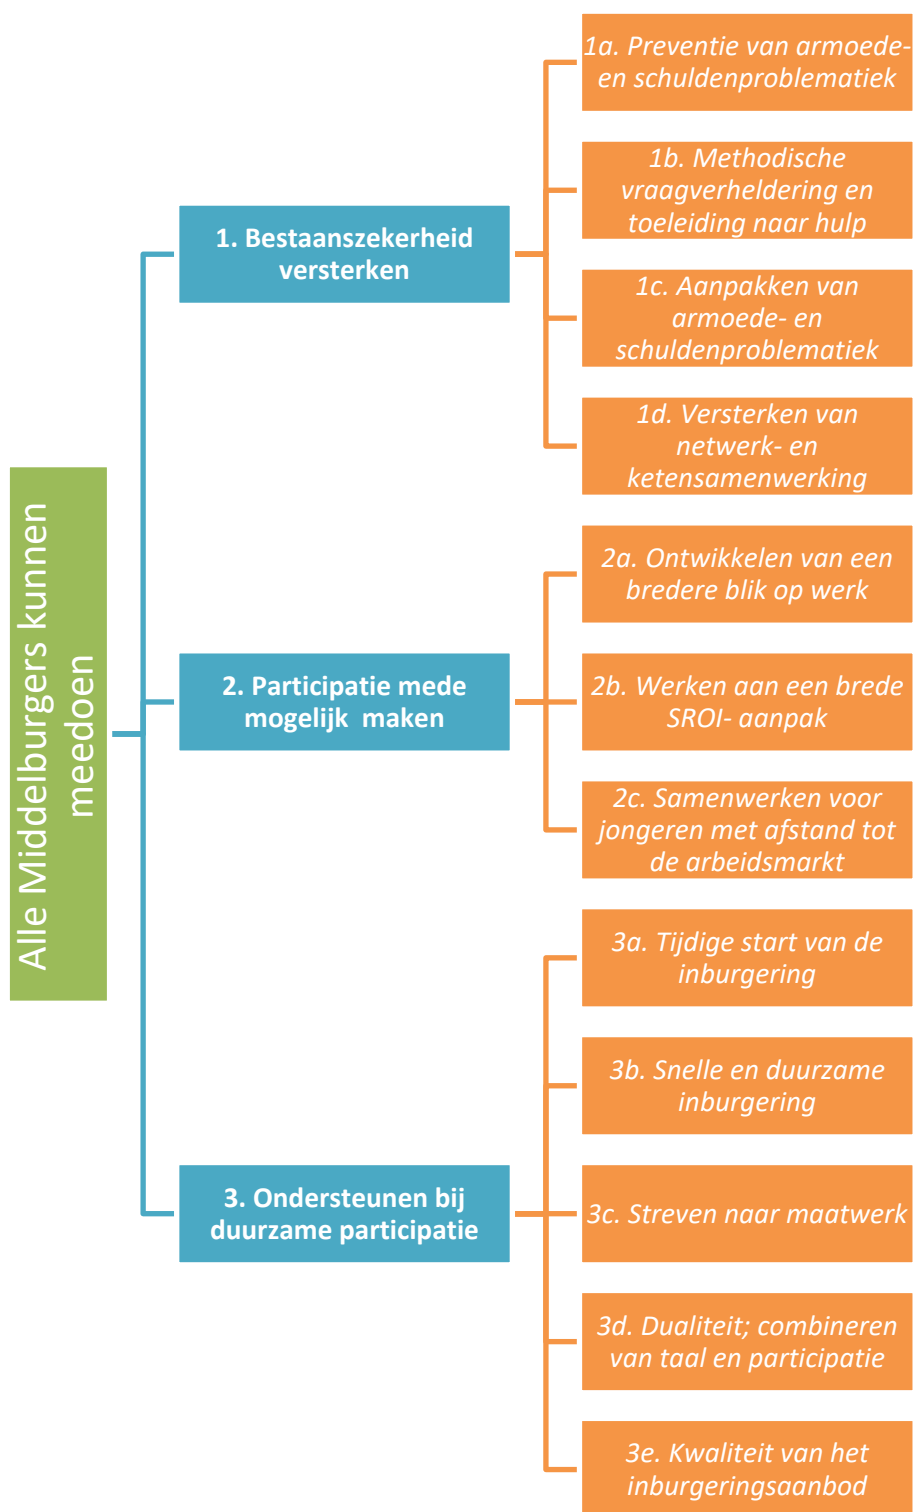 Alle Middelburgers kunnen
meedoen
1. Bestaanszekerheid
versterken
1a. Preventie van armoede-
en schuldenproblematiek
1b. Methodische
vraagverheldering en
toeleiding naar hulp
1c. Aanpakken van
armoede- en
schuldenproblematiek
1d. Versterken van
netwerk- en
ketensamenwerking
2. Participatie mede
mogelijk  maken
2a. Ontwikkelen van een
bredere blik op werk
2b. Werken aan een brede
SROI- aanpak
2c. Samenwerken voor
jongeren met afstand tot
de arbeidsmarkt
3. Ondersteunen bij
duurzame participatie
3a. Tijdige start van de
inburgering
3b. Snelle en duurzame
inburgering
3c. Streven naar maatwerk
3d. Dualiteit; combineren
van taal en participatie
3e. Kwaliteit van het
inburgeringsaanbod